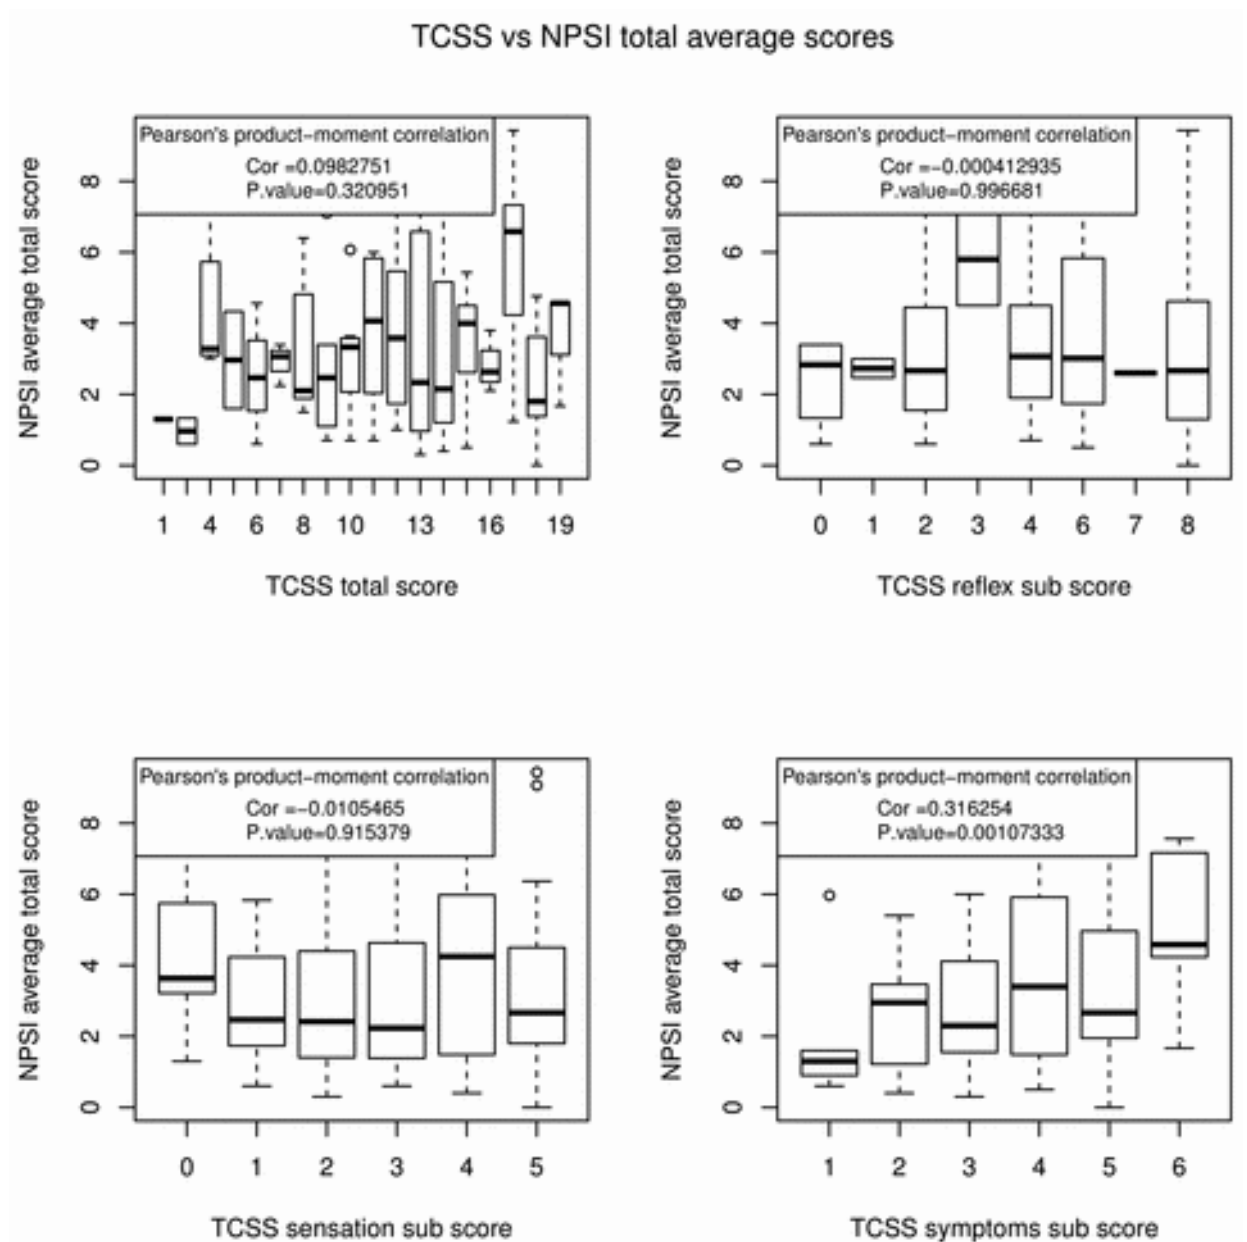 TCSS vs NPSI total average scores
Pearson's product-moment correlation
Cor =0.0982751
P.value=0.320951
NPSI average total score
0 2 4 6 8
1 4 6 8 10 13 16 19
TCSS total score
Pearson's product-moment correlation
Cor =-0.000412935
P.value=0.996681
NPSI average total score
0 2 4 6 8
0 1 2 3 4 6 7 8
TCSS reflex sub score
Pearson's product-moment correlation
Cor =-0.0105465
P.value=0.915379
NPSI average total score
0 2 4 6 8
0 1 2 3 4 5
TCSS sensation sub score
Pearson's product-moment correlation
Cor =0.316254
P.value=0.00107333
NPSI average total score
0 2 4 6 8
1 2 3 4 5 6
TCSS symptoms sub score